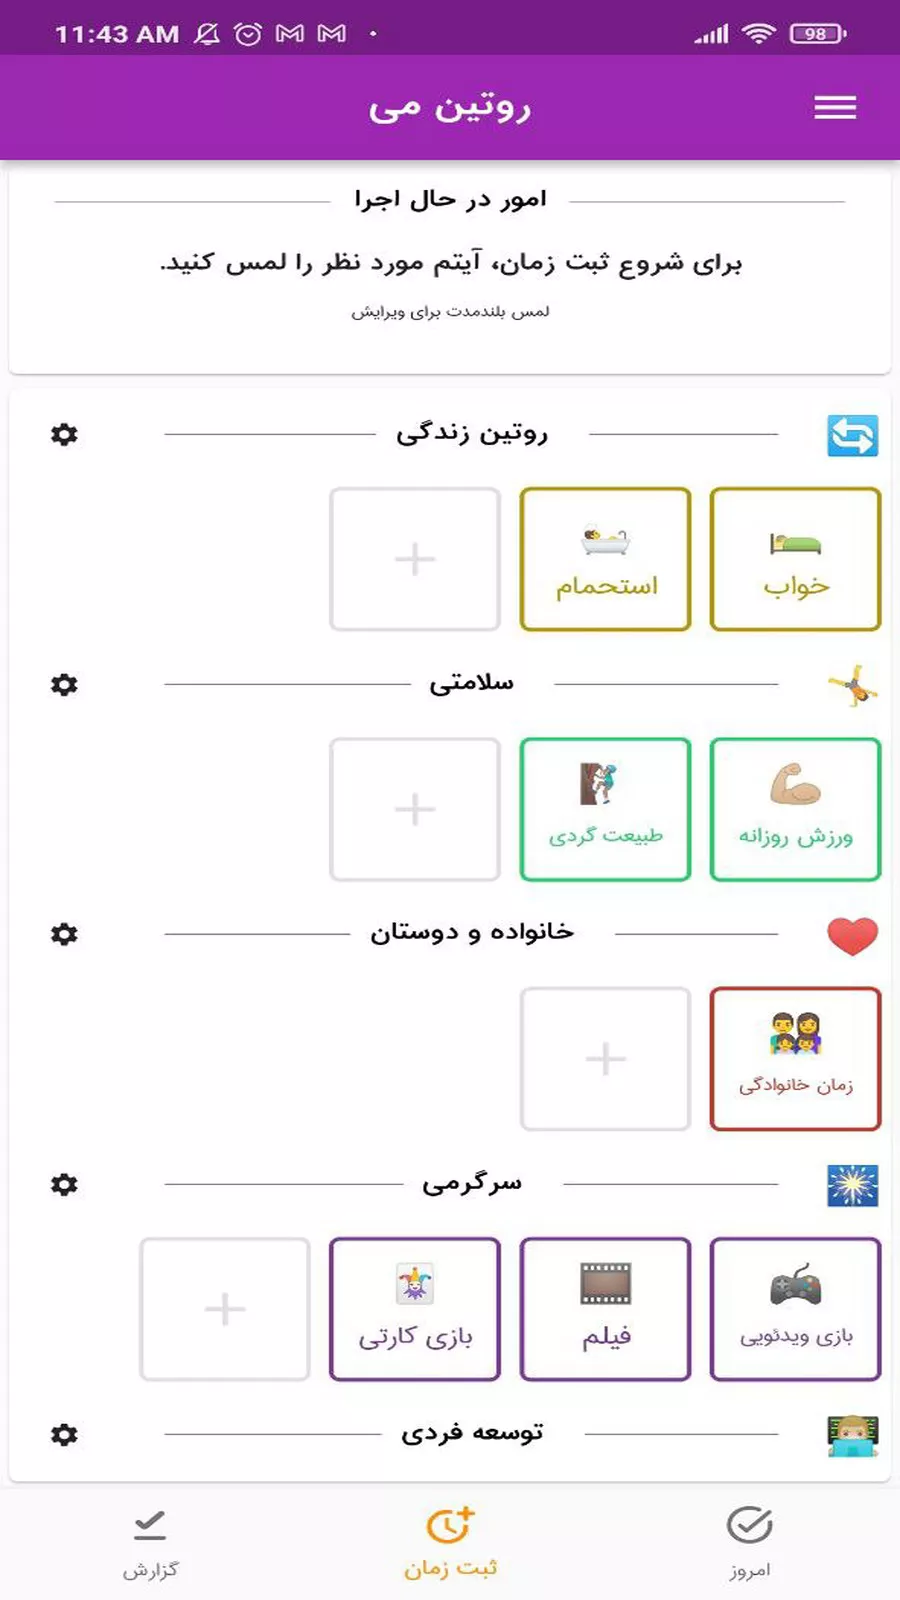 11:43 AM
98
روتین می
امور در حال اجرا
برای شروع ثبت زمان، آیتم مورد نظر را لمس کنید.
لمس بلندمدت برای ویرایش
روتین زندگی
خواب
استحمام
سلامتی
ورزش روزانه
طبیعت گردی
خانواده و دوستان
زمان خانوادگی
سرگرمی
بازی ویدئویی
فیلم
بازی کارتی
توسعه فردی
امروز
ثبت زمان
گزارش